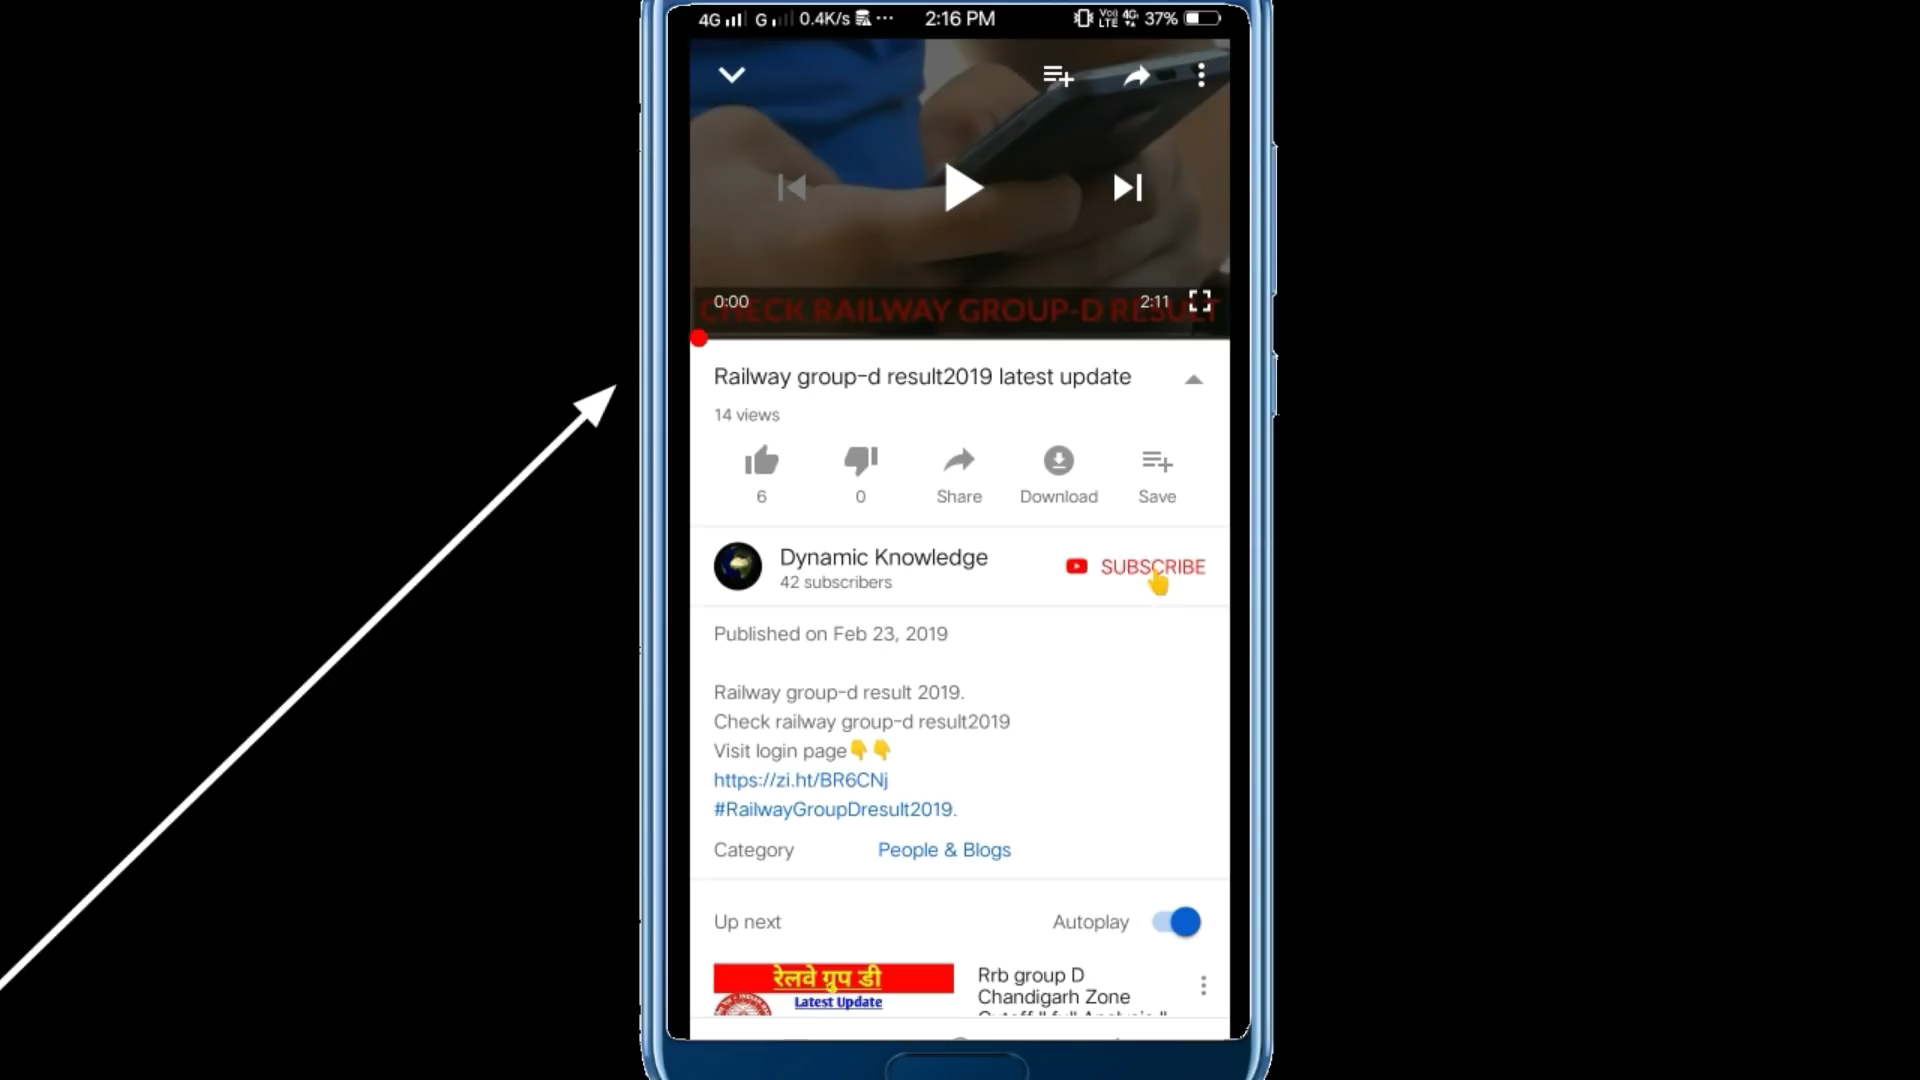 4G G 0.4K/s ... 2:16 PM VoLTE 4G 37%
0:00 2:11
CHECK RAILWAY GROUP-D RESULT
Railway group-d result2019 latest update
14 views
6 0 Share Download Save
Dynamic Knowledge
42 subscribers
SUBSCRIBE
Published on Feb 23, 2019
Railway group-d result 2019.
Check railway group-d result2019
Visit login page👇👇
https://zi.ht/BR6CNj
#RailwayGroupDresult2019.
Category People & Blogs
Up next Autoplay
रेलवे ग्रुप डी
Latest Update
Rrb group D
Chandigarh Zone